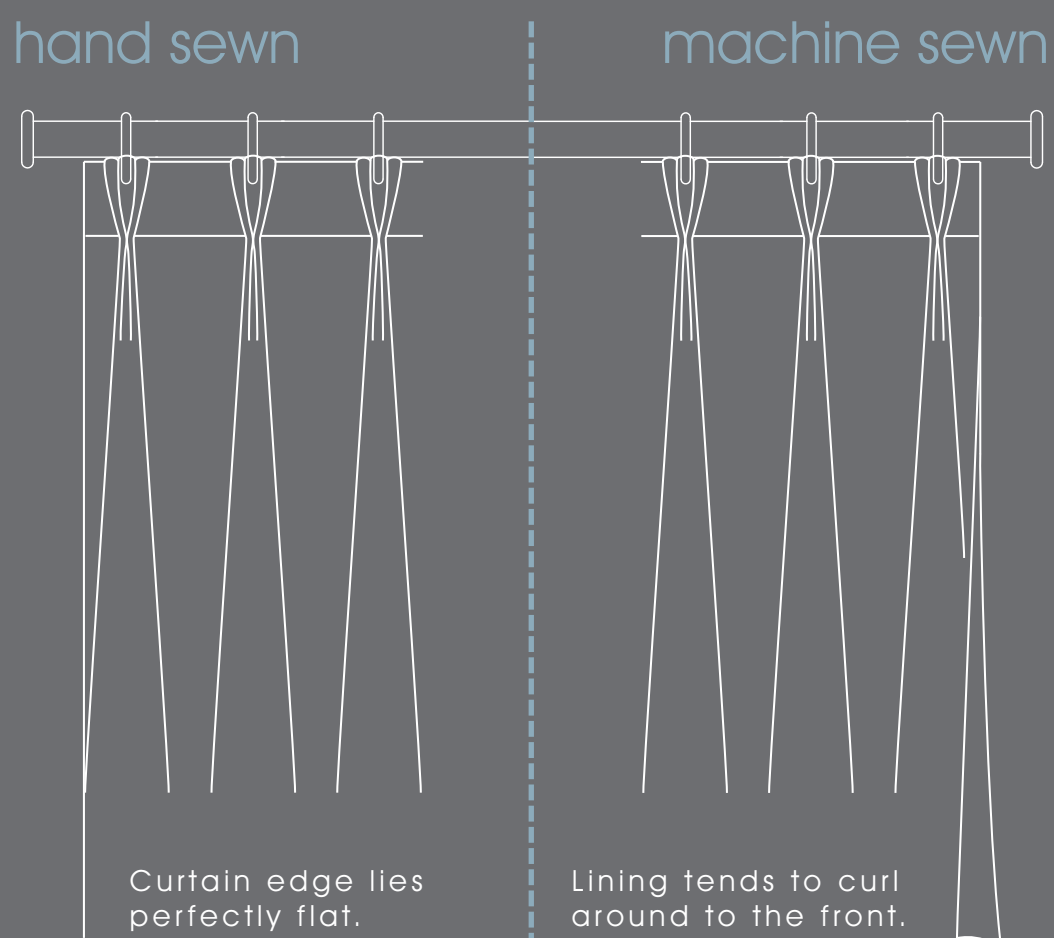 hand sewn
machine sewn
Curtain edge lies
perfectly flat.
Lining tends to curl
around to the front.